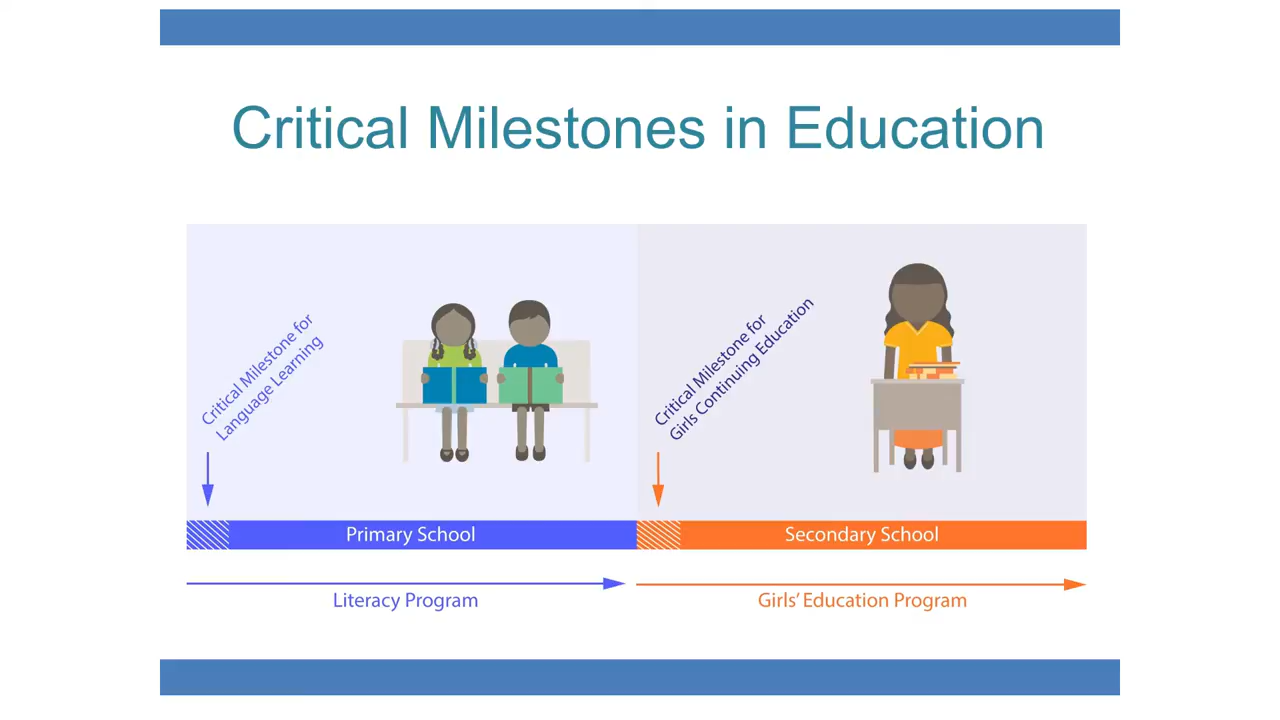 Critical Milestones in Education
Critical Milestone for
Language Learning
Critical Milestone for
Girls Continuing Education
Primary School
Secondary School
Literacy Program
Girls' Education Program